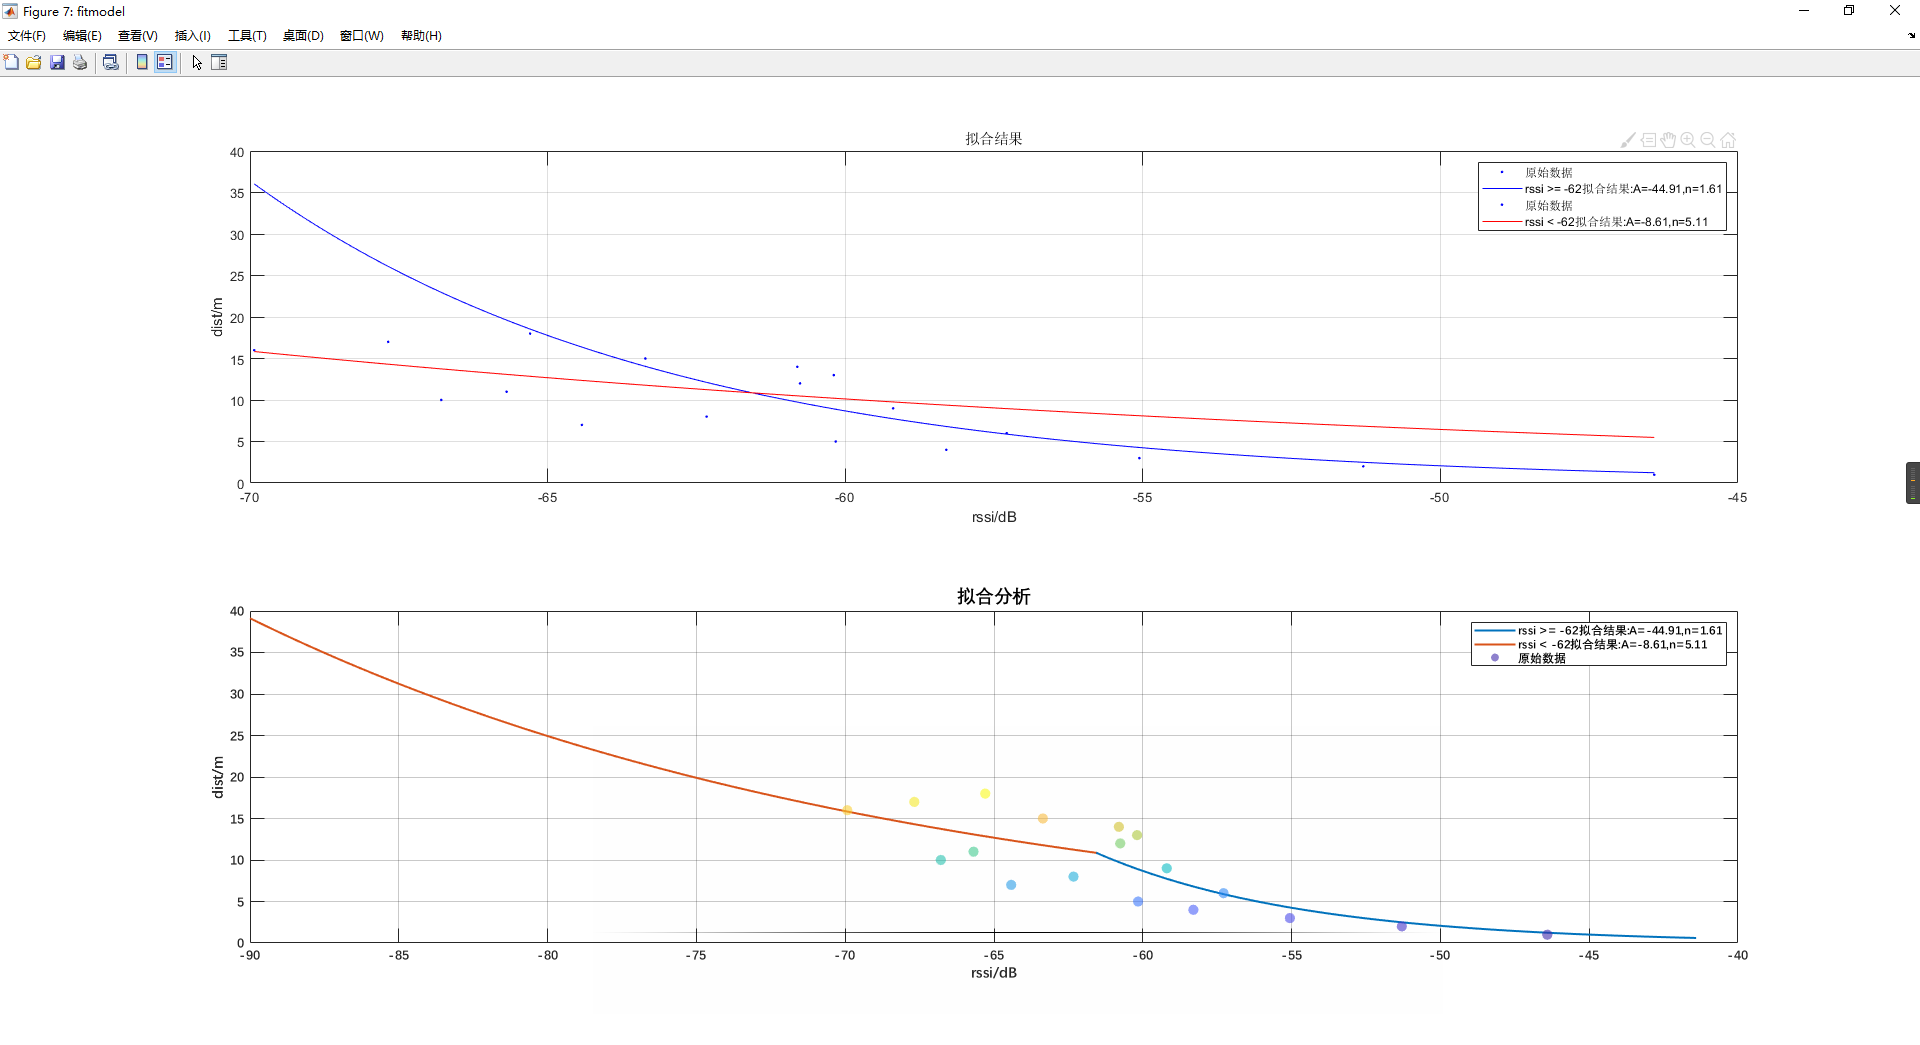 Figure 7: fitmodel
文件(F) 编辑(E) 查看(V) 插入(I) 工具(T) 桌面(D) 窗口(W) 帮助(H)
拟合结果
40
35
30
25
20
15
10
5
0
dist/m
原始数据
rssi >= -62拟合结果:A=-44.91,n=1.61
原始数据
rssi < -62拟合结果:A=-8.61,n=5.11
-70 -65 -60 -55 -50 -45
rssi/dB
拟合分析
40
35
30
25
20
15
10
5
0
dist/m
rssi >= -62拟合结果:A=-44.91,n=1.61
rssi < -62拟合结果:A=-8.61,n=5.11
原始数据
-90 -85 -80 -75 -70 -65 -60 -55 -50 -45 -40
rssi/dB